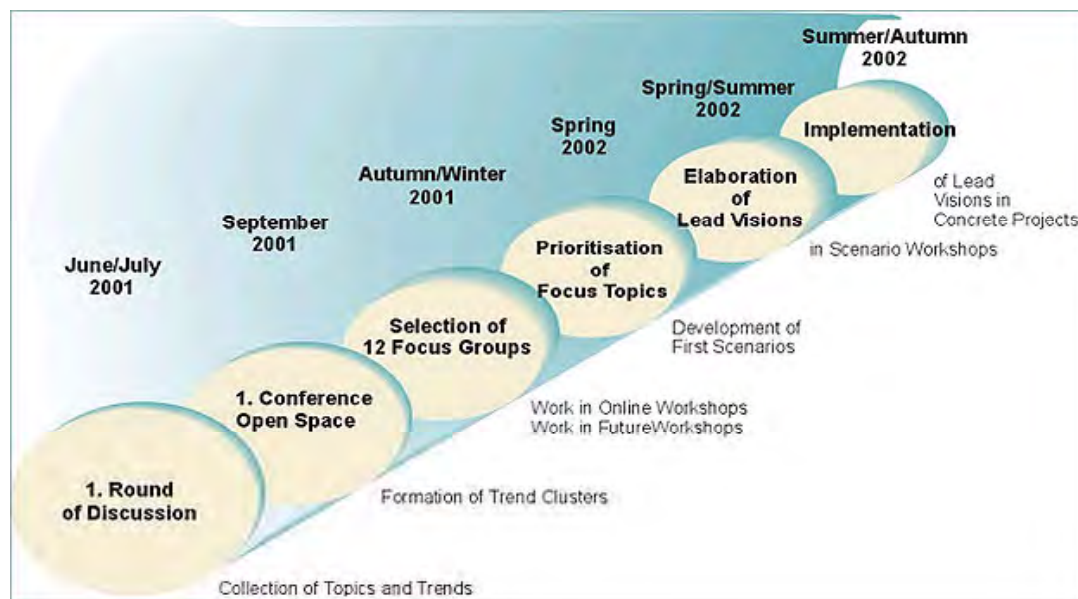 June/July
2001
1. Round
of Discussion
Collection of Topics and Trends
September
2001
1. Conference
Open Space
Formation of Trend Clusters
Autumn/Winter
2001
Selection of
12 Focus Groups
Work in Online Workshops
Work in FutureWorkshops
Spring
2002
Prioritisation
of
Focus Topics
Development of
First Scenarios
Spring/Summer
2002
Elaboration
of
Lead Visions
in Scenario Workshops
Summer/Autumn
2002
Implementation
of Lead
Visions in
Concrete Projects